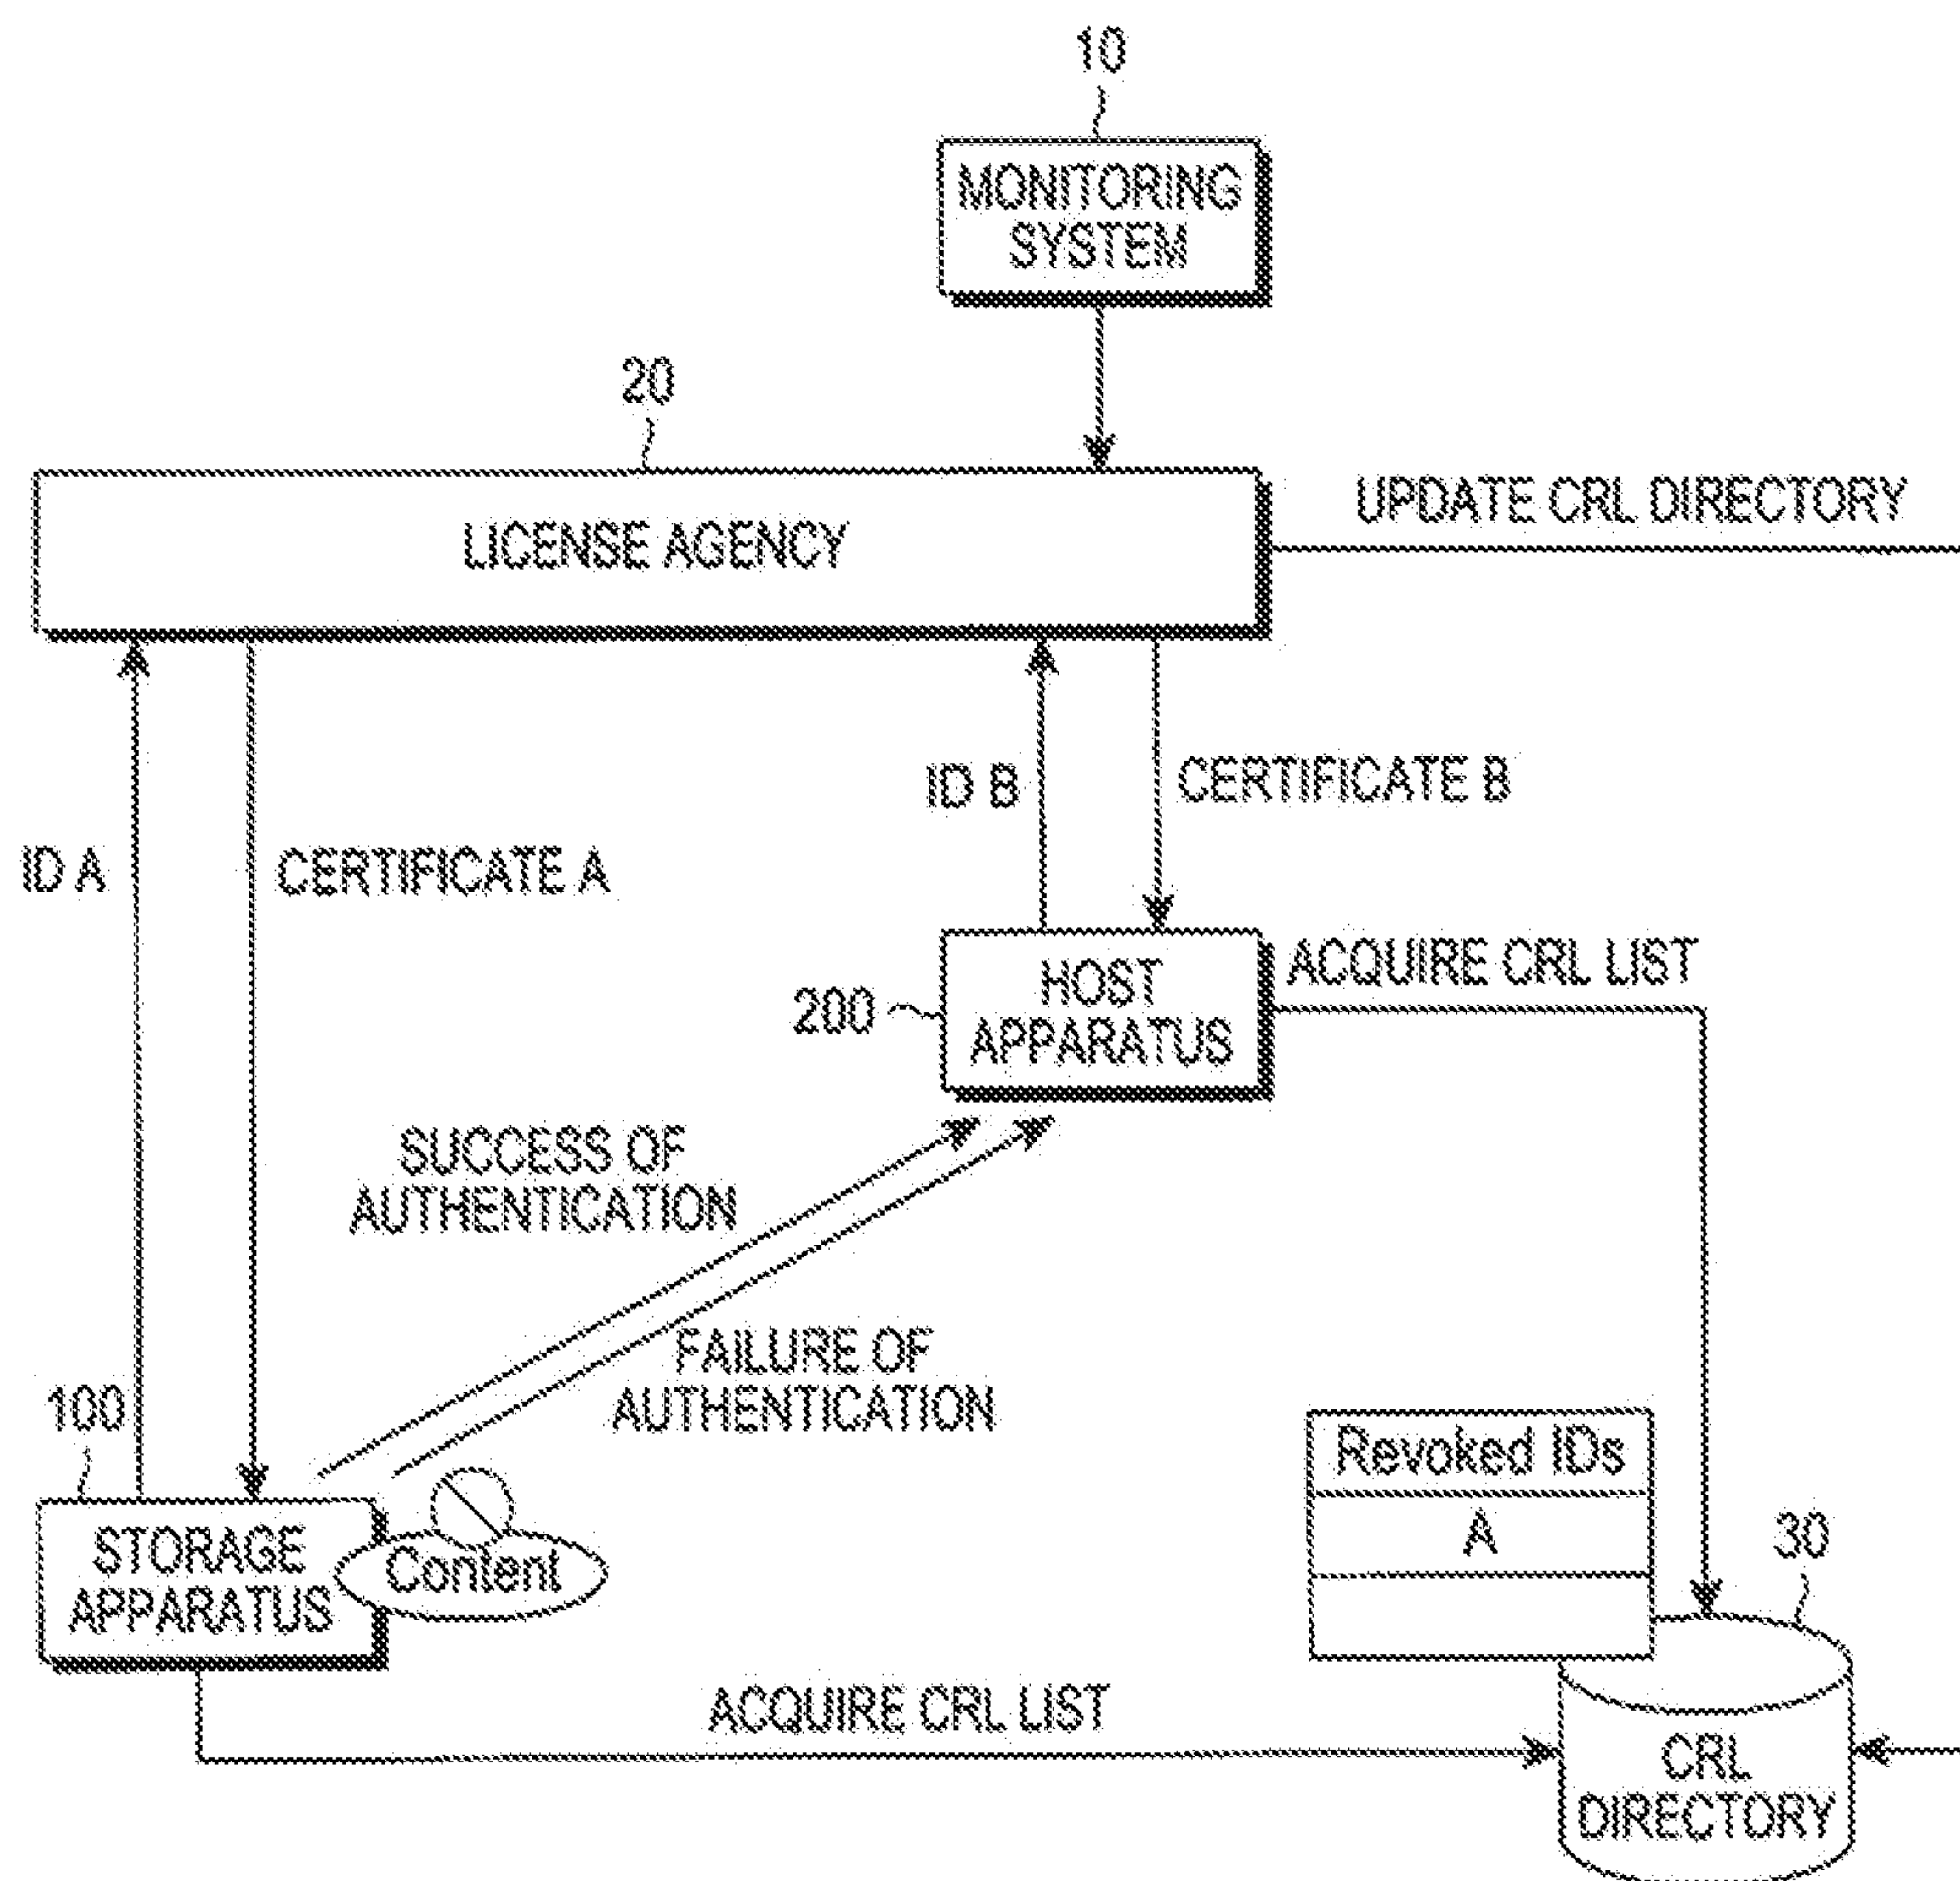 10
MONITORING
SYSTEM
20
LICENSE AGENCY
UPDATE CRL DIRECTORY
ID A
CERTIFICATE A
ID B
CERTIFICATE B
200
HOST
APPARATUS
ACQUIRE CRL LIST
SUCCESS OF
AUTHENTICATION
FAILURE OF
AUTHENTICATION
100
STORAGE
APPARATUS
Content
Revoked IDs
A
30
ACQUIRE CRL LIST
CRL
DIRECTORY